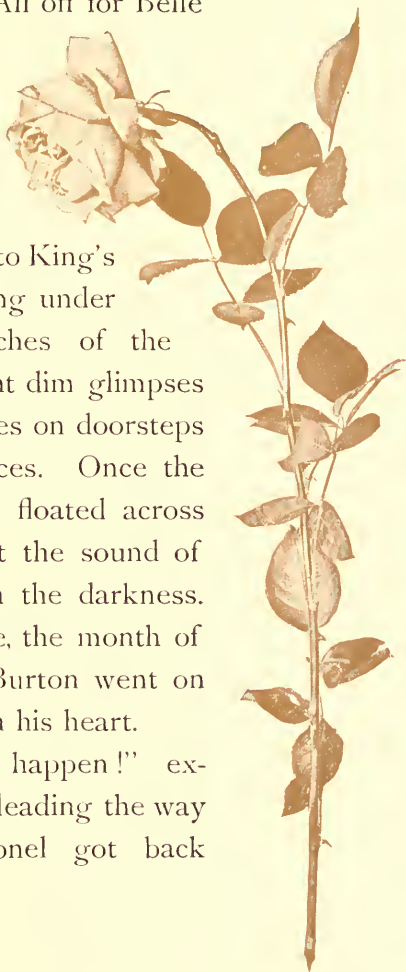 All off for Belle
to King's
ng under
ches of the
nt dim glimpses
es on doorsteps
ces. Once the
floated across
t the sound of
n the darkness.
e, the month of
Burton went on
n his heart.
happen!" ex-
leading the way
onel got back